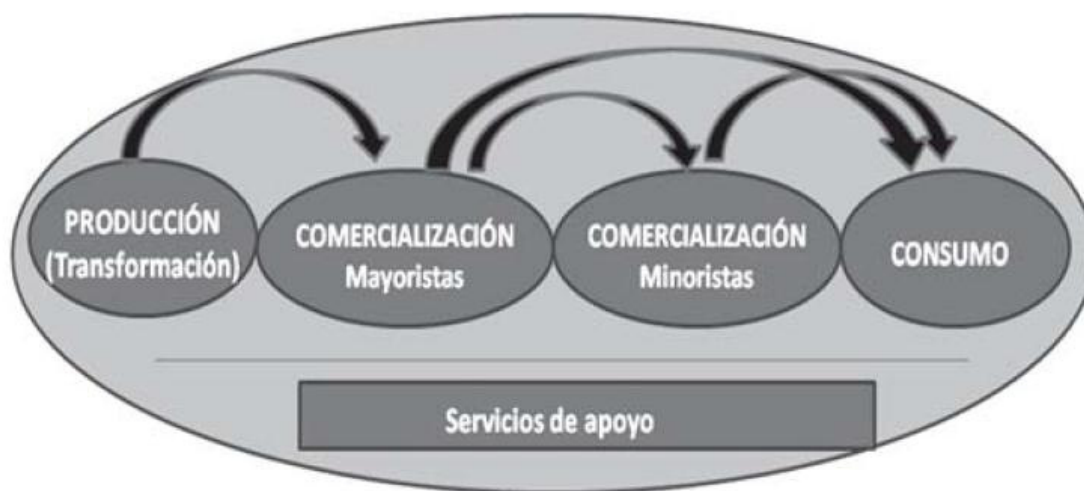 PRODUCCIÓN
(Transformación)
COMERCIALIZACIÓN
Mayoristas
COMERCIALIZACIÓN
Minoristas
CONSUMO
Servicios de apoyo